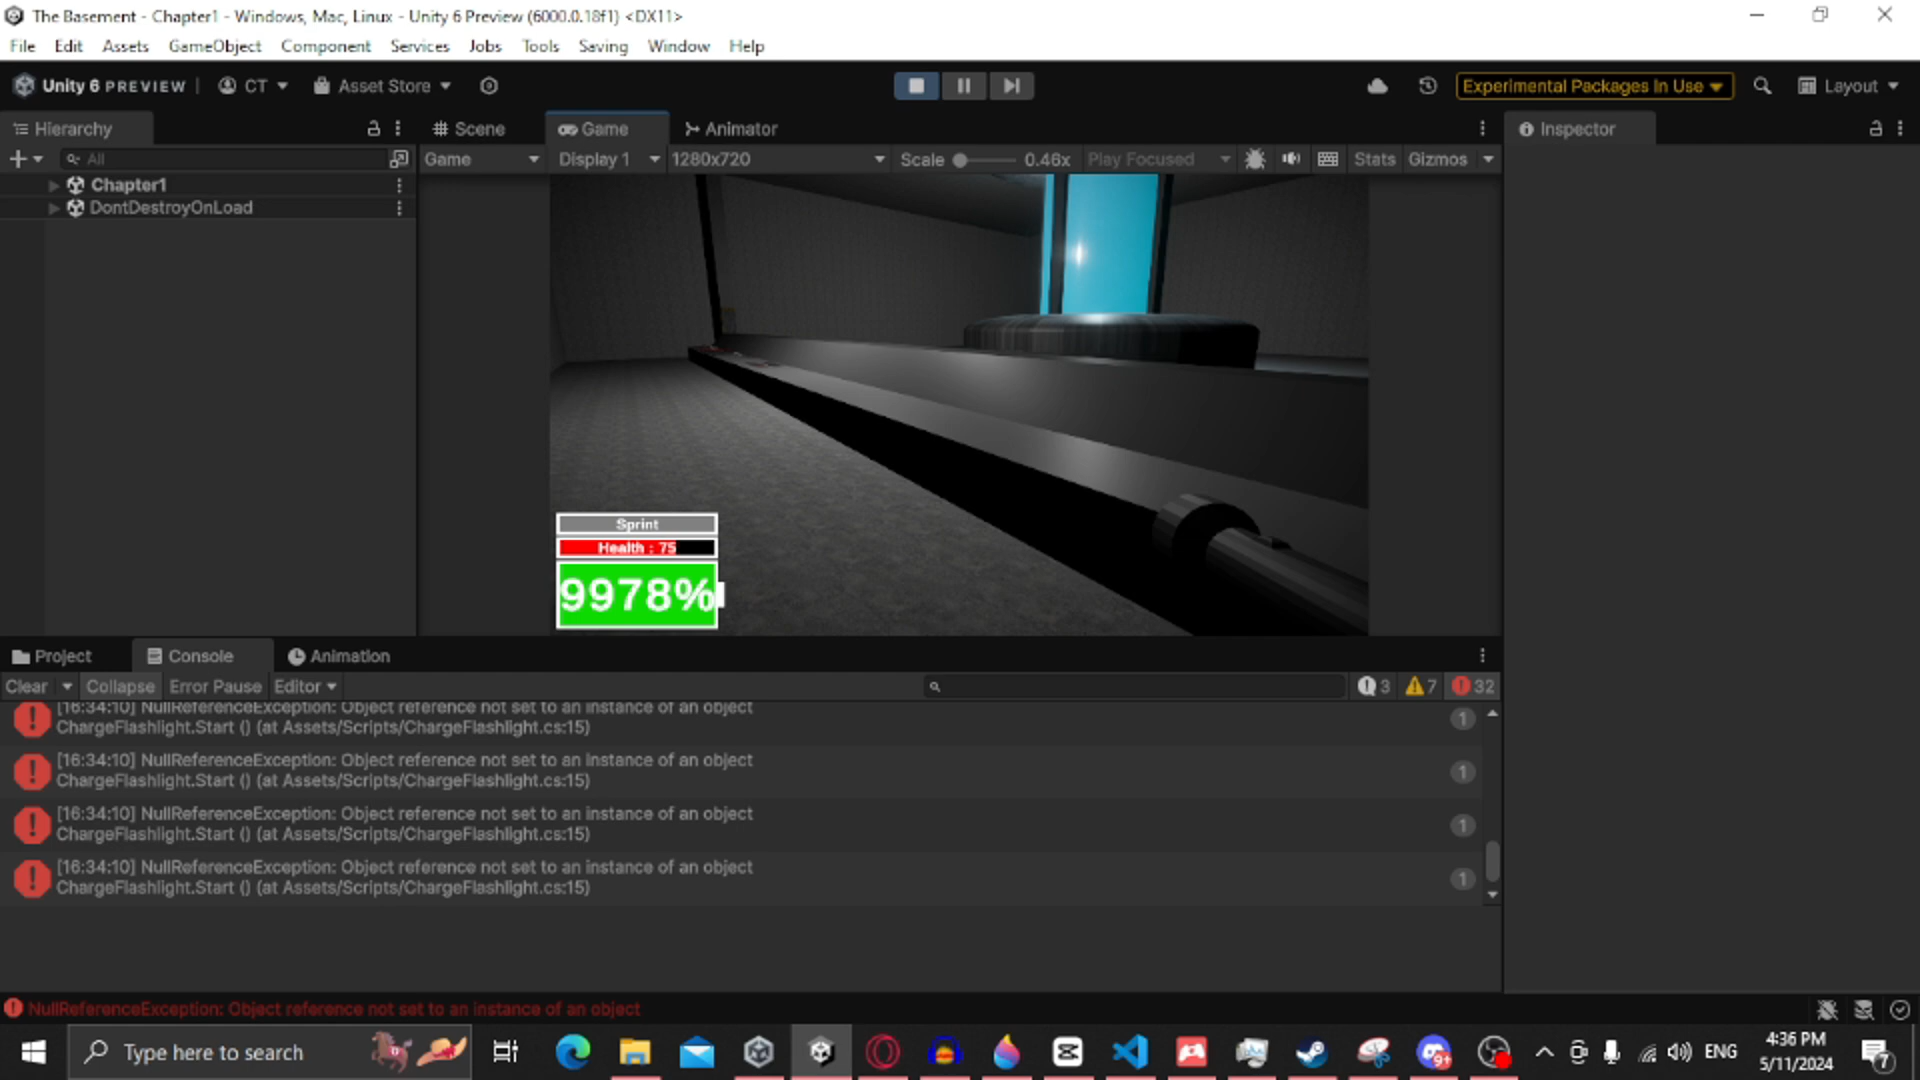 The Basement - Chapter1 - Windows, Mac, Linux - Unity 6 Preview (6000.0.18f1) <DX11>
File Edit Assets GameObject Component Services Jobs Tools Saving Window Help
Unity 6 PREVIEW CT Asset Store Experimental Packages In Use Layout
Hierarchy Scene Game Animator Inspector
All Game Display 1 1280x720 Scale 0.46x Play Focused Stats Gizmos
Chapter1
DontDestroyOnLoad
Sprint
Health : 75
9978%
Project Console Animation
Clear Collapse Error Pause Editor 3 7 32
[16:34:10] NullReferenceException: Object reference not set to an instance of an object
ChargeFlashlight.Start () (at Assets/Scripts/ChargeFlashlight.cs:15) 1
[16:34:10] NullReferenceException: Object reference not set to an instance of an object
ChargeFlashlight.Start () (at Assets/Scripts/ChargeFlashlight.cs:15) 1
[16:34:10] NullReferenceException: Object reference not set to an instance of an object
ChargeFlashlight.Start () (at Assets/Scripts/ChargeFlashlight.cs:15) 1
[16:34:10] NullReferenceException: Object reference not set to an instance of an object
ChargeFlashlight.Start () (at Assets/Scripts/ChargeFlashlight.cs:15) 1
NullReferenceException: Object reference not set to an instance of an object
Type here to search 9+ ENG 4:36 PM
5/11/2024 7